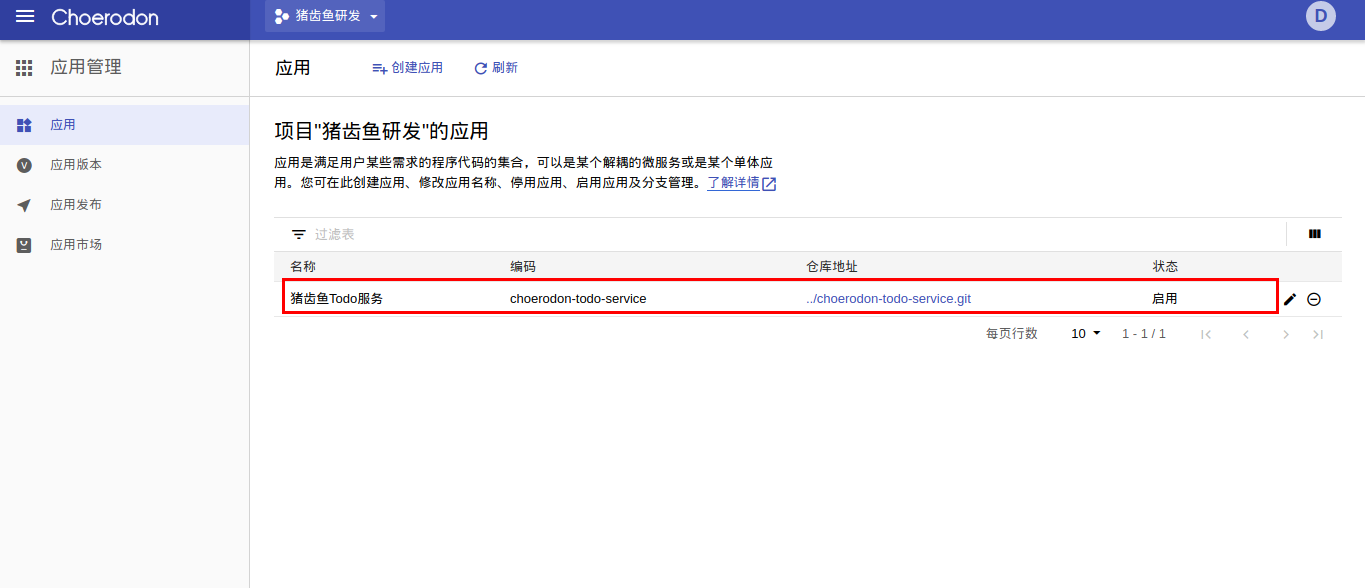 Choerodon
猪齿鱼研发
D
应用管理
应用
创建应用
刷新
应用
应用版本
应用发布
应用市场
项目"猪齿鱼研发"的应用
应用是满足用户某些需求的程序代码的集合，可以是某个解耦的微服务或是某个单体应
用。您可在此创建应用、修改应用名称、停用应用、启用应用及分支管理。了解详情
过滤表
名称 编码 仓库地址 状态
猪齿鱼Todo服务 choerodon-todo-service ../choerodon-todo-service.git 启用
每页行数 10 1 - 1 / 1